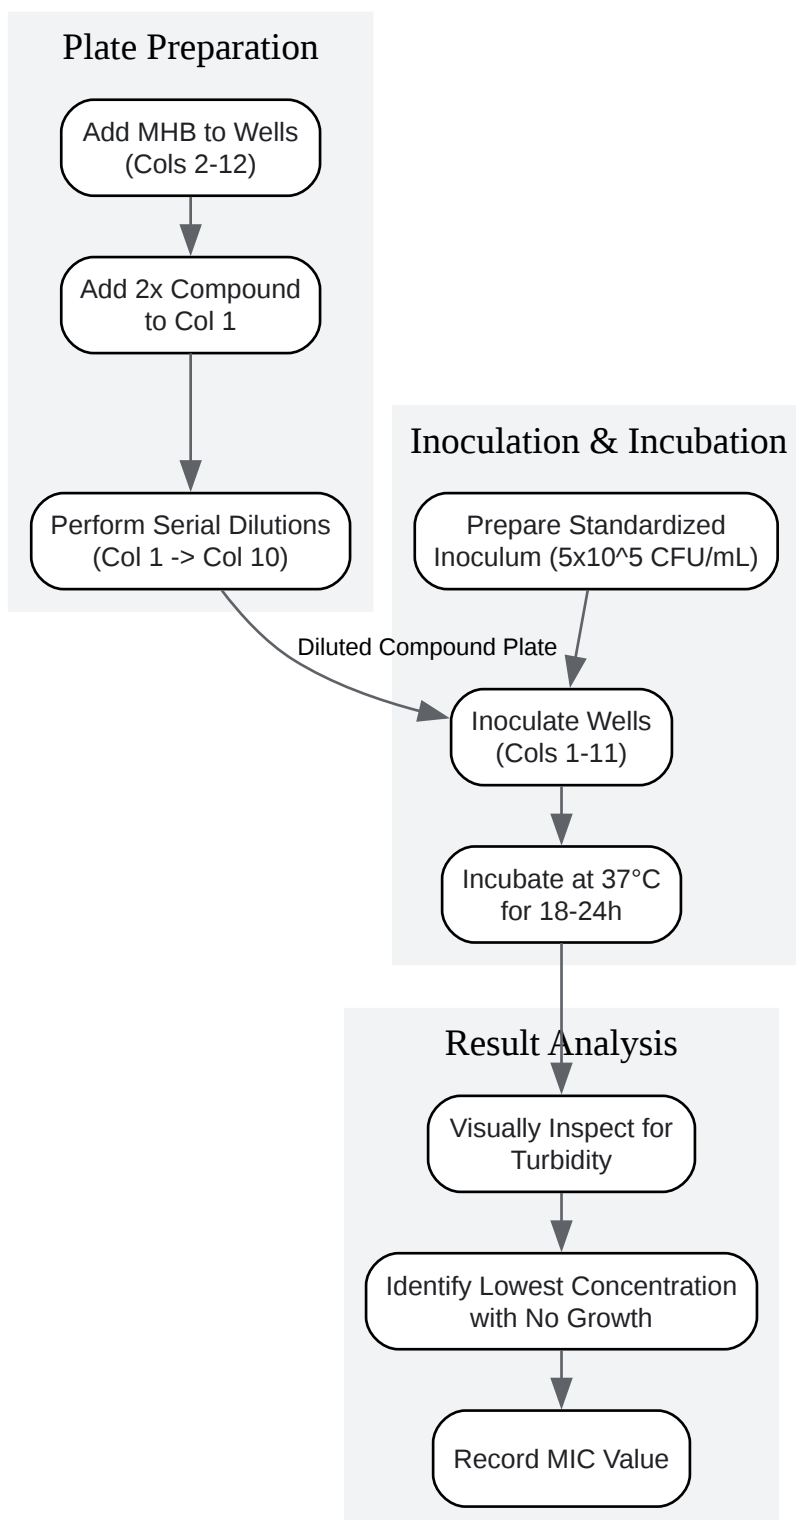 Plate Preparation
Add MHB to Wells
(Cols 2-12)
Add 2x Compound
to Col 1
Perform Serial Dilutions
(Col 1 -> Col 10)
Inoculation & Incubation
Prepare Standardized
Inoculum (5x10^5 CFU/mL)
Diluted Compound Plate
Inoculate Wells
(Cols 1-11)
Incubate at 37°C
for 18-24h
Result Analysis
Visually Inspect for
Turbidity
Identify Lowest Concentration
with No Growth
Record MIC Value